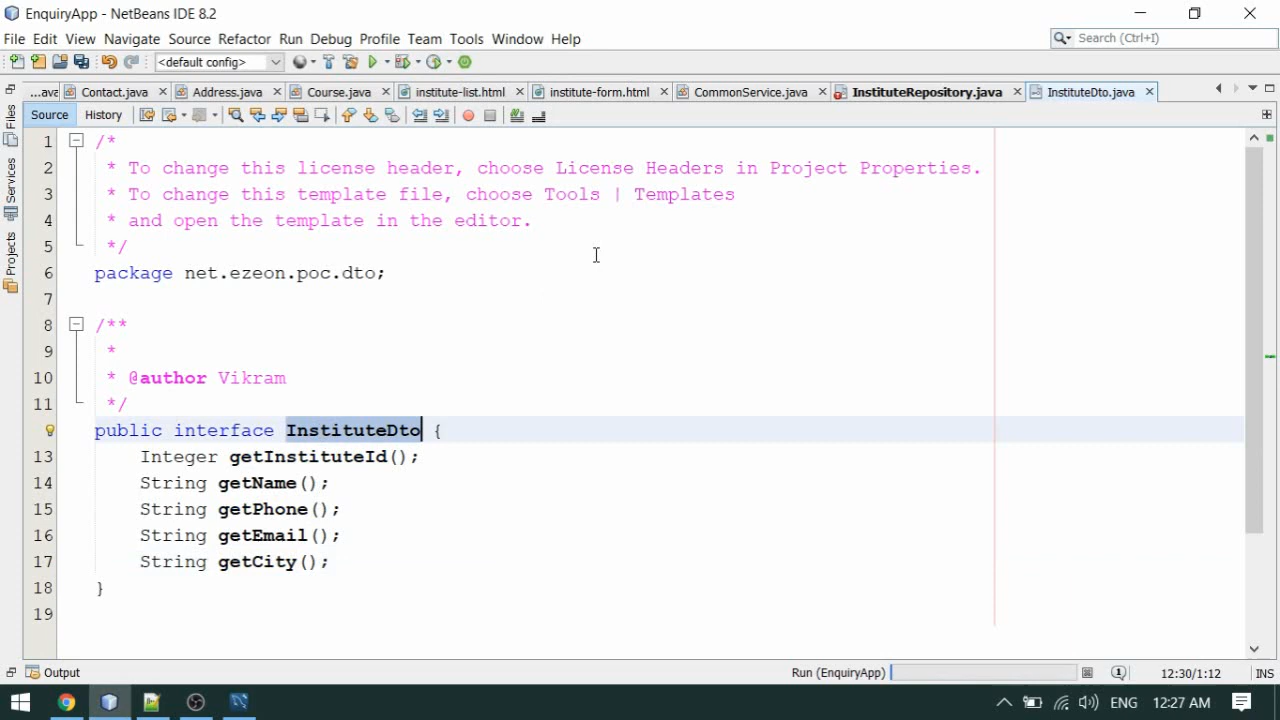 EnquiryApp - NetBeans IDE 8.2
File Edit View Navigate Source Refactor Run Debug Profile Team Tools Window Help
Search (Ctrl+I)
<default config>
...ava Contact.java Address.java Course.java institute-list.html institute-form.html CommonService.java InstituteRepository.java InstituteDto.java
Source History
Files
Services
Projects
1 /*
2 * To change this license header, choose License Headers in Project Properties.
3 * To change this template file, choose Tools | Templates
4 * and open the template in the editor.
5 */
6 package net.ezeon.poc.dto;
7
8 /**
9 *
10 * @author Vikram
11 */
public interface InstituteDto {
13 Integer getInstituteId();
14 String getName();
15 String getPhone();
16 String getEmail();
17 String getCity();
18 }
19
Output
Run (EnquiryApp)
1
12:30/1:12 INS
ENG 12:27 AM